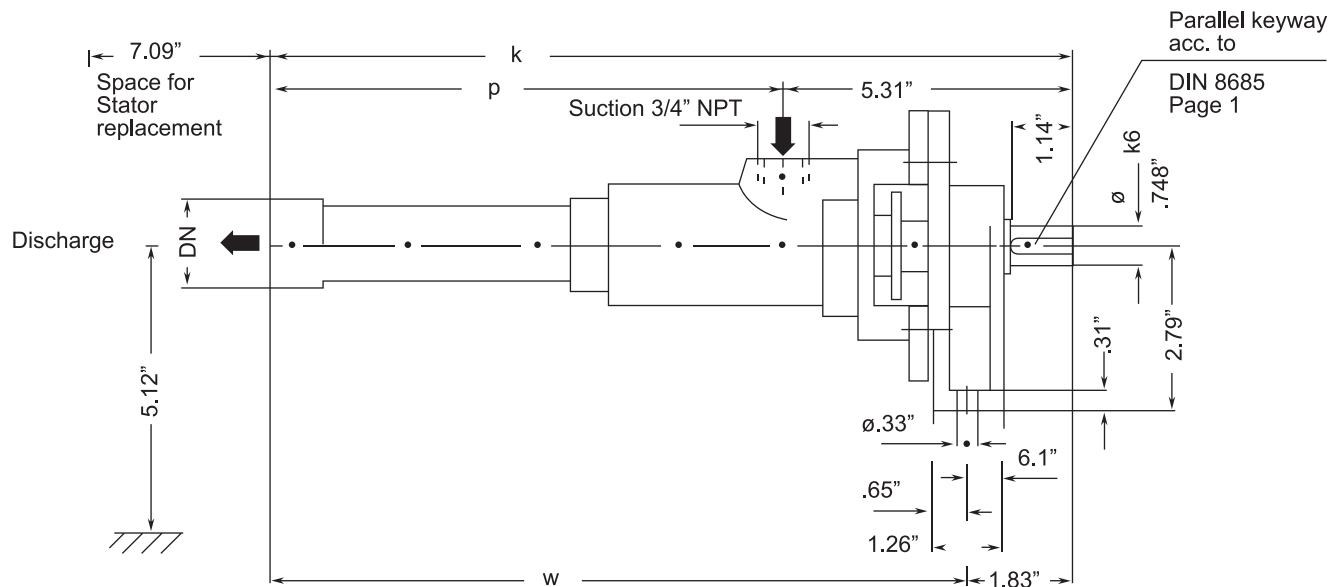 7.09”
k
Parallel keyway
acc. to
DIN 8685
Page 1
Space for
Stator
replacement
p
5.31”
Suction 3/4” NPT
1.14”
ø k6
.748”
Discharge
DN
5.12”
.31”
2.79”
ø.33”
6.1”
.65”
1.26”
w
1.83”